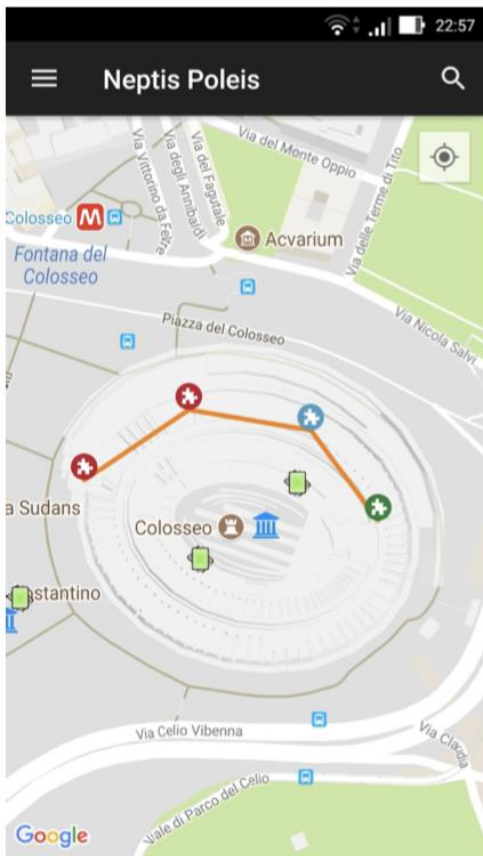 22:57
Neptis Poleis
Via del Monte Oppio
Via Vittorino da Feltre
Via degli Annibaldi
Via del Fagutale
Via delle Terme di Tito
Colosseo M
Acvarium
Fontana del
Colosseo
Via Nicola Salvi
Piazza del Colosseo
a Sudans
Colosseo
stantino
Via Celio Vibenna
Via Claudia
Viale di Parco del Celio
Google